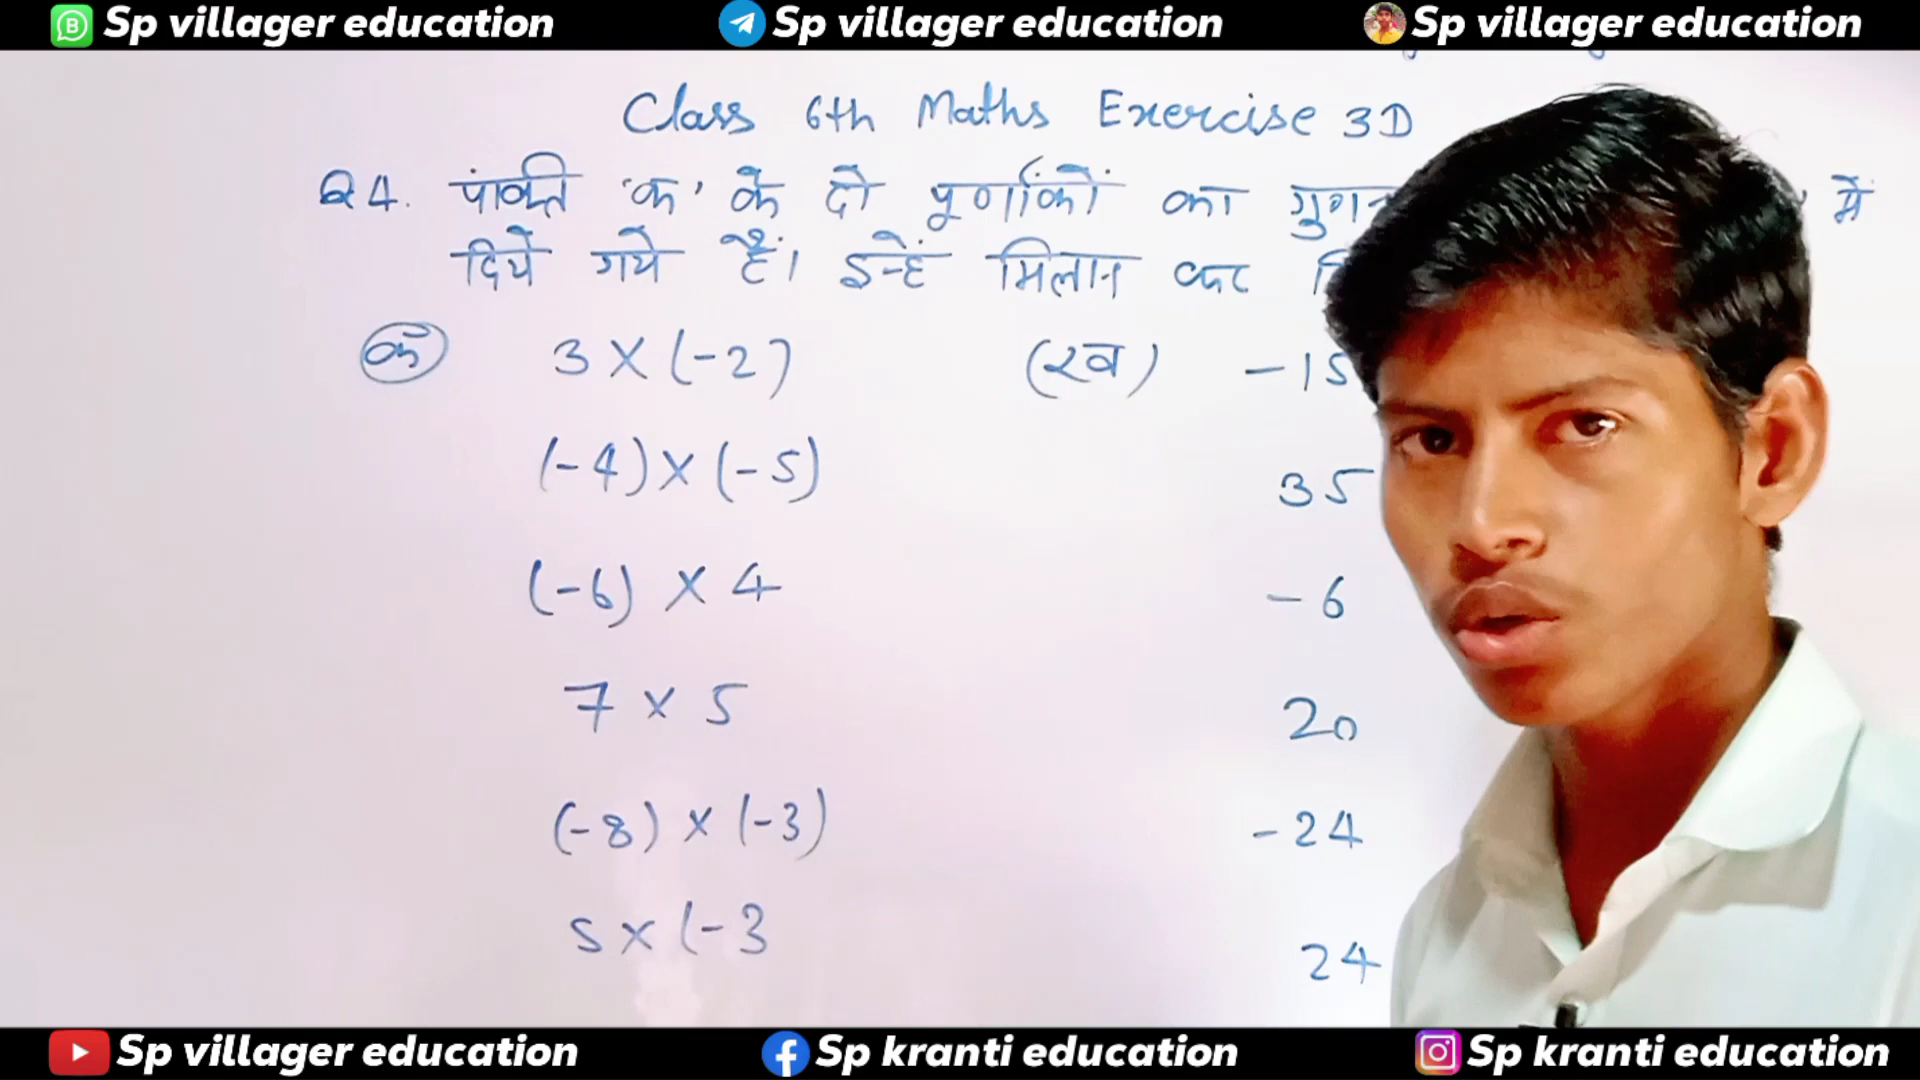 Sp villager education Sp villager education Sp villager education
Class 6th Maths Exercise 3D
Q4. पंक्ति 'क' के दो पूर्णांकों का में
दिये गये हैं। इन्हें मिलान कर
क 3 × (-2) (ख) -15
(-4) × (-5) 35
(-6) × 4 -6
7 × 5 20
(-8) × (-3) -24
5 × (-3 24
Sp villager education Sp kranti education Sp kranti education